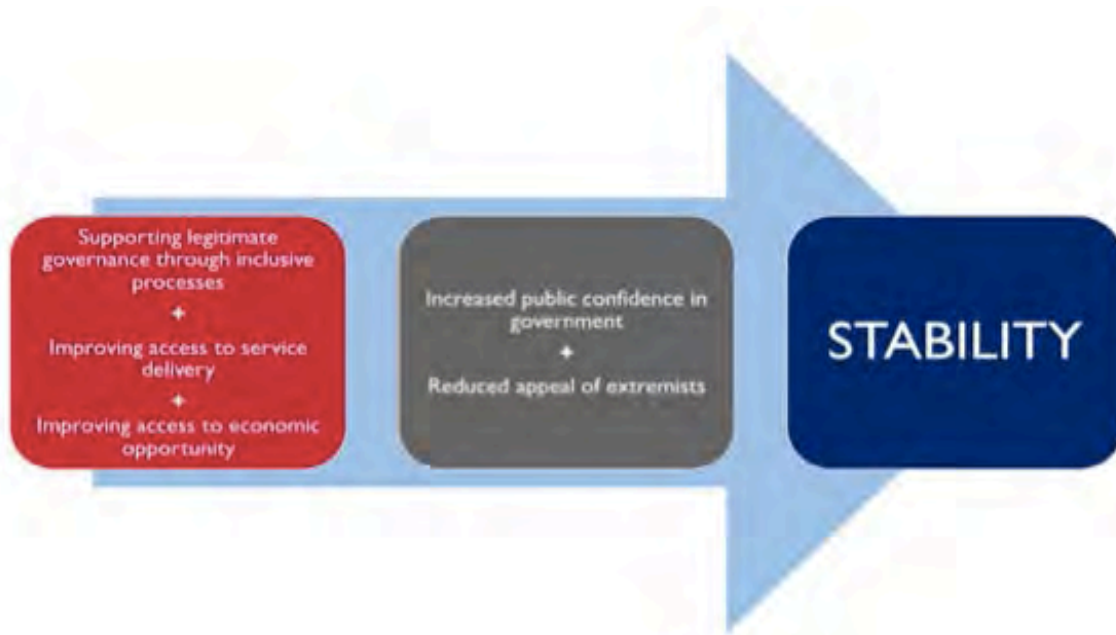 Supporting legitimate
governance through inclusive
processes
+
Improving access to service
delivery
+
Improving access to economic
opportunity
Increased public confidence in
government
+
Reduced appeal of extremists
STABILITY